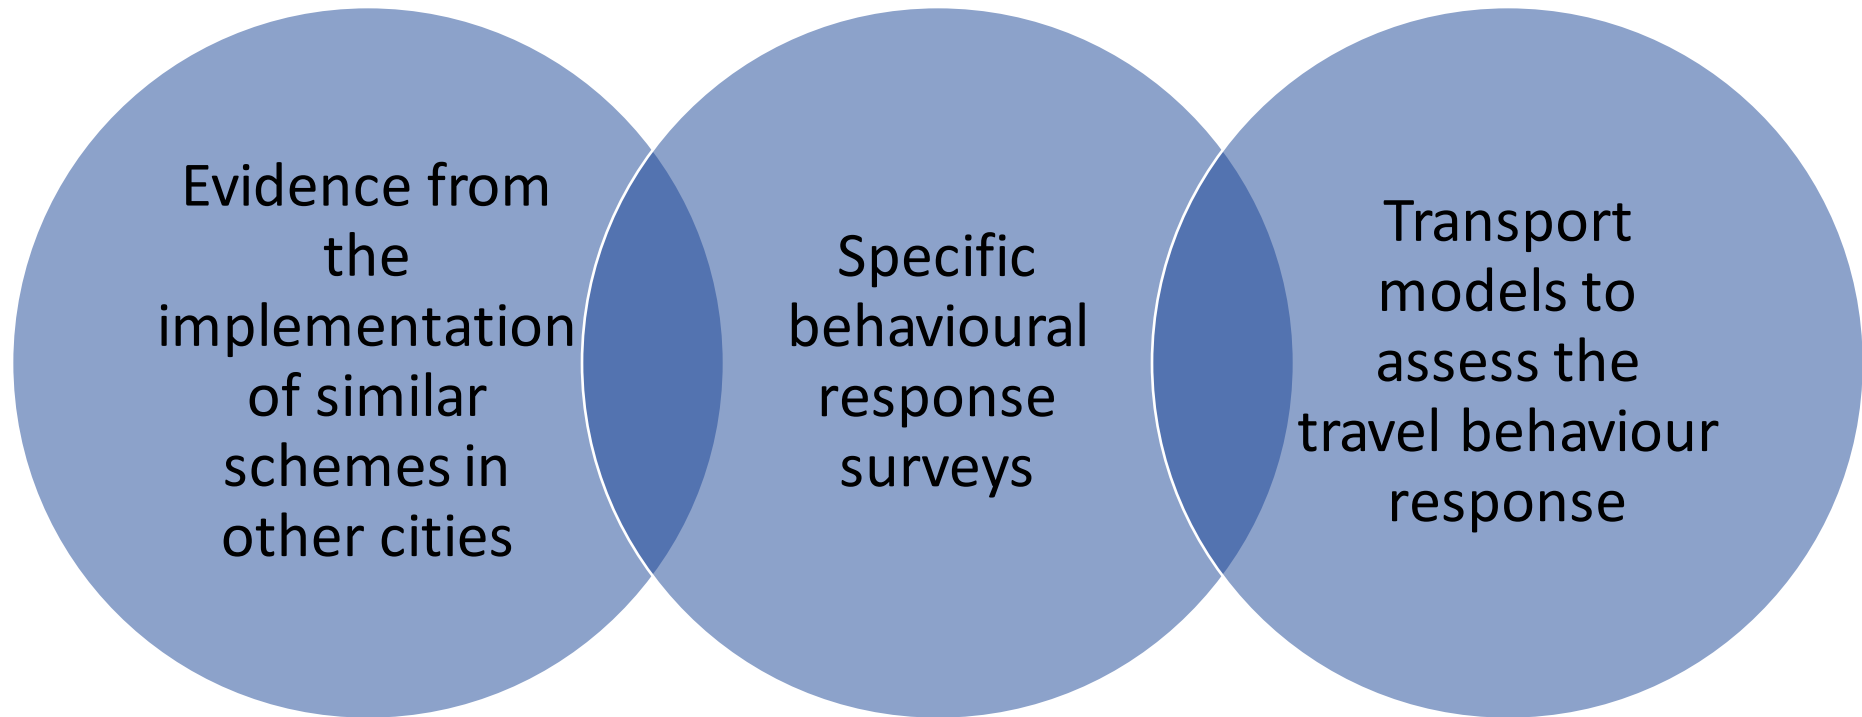 Evidence from
the
implementation
of similar
schemes in
other cities
Specific
behavioural
response
surveys
Transport
models to
assess the
travel behaviour
response